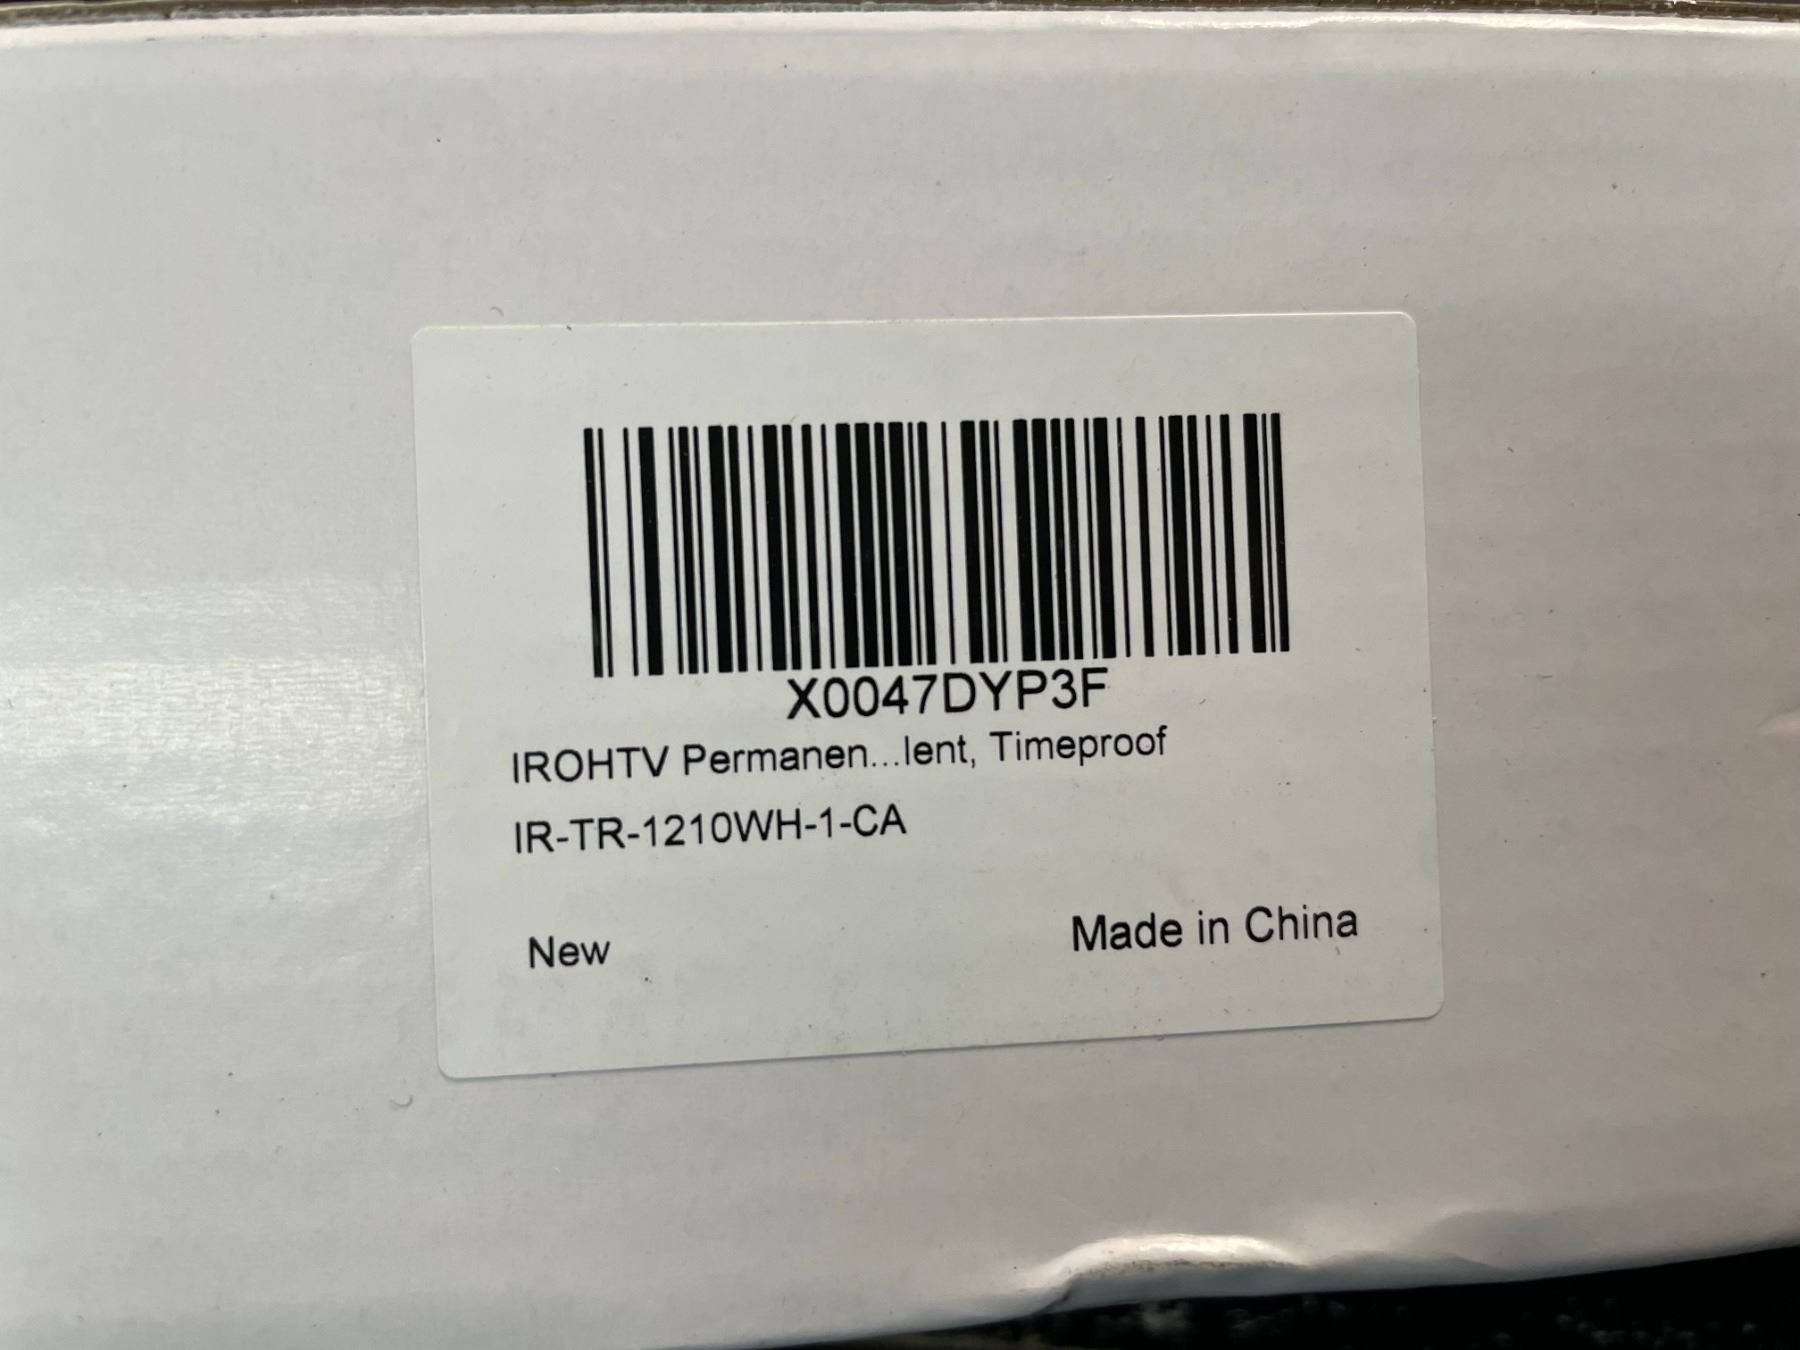 X0047DYP3F
IROHTV Permanen...lent, Timeproof
IR-TR-1210WH-1-CA
New
Made in China